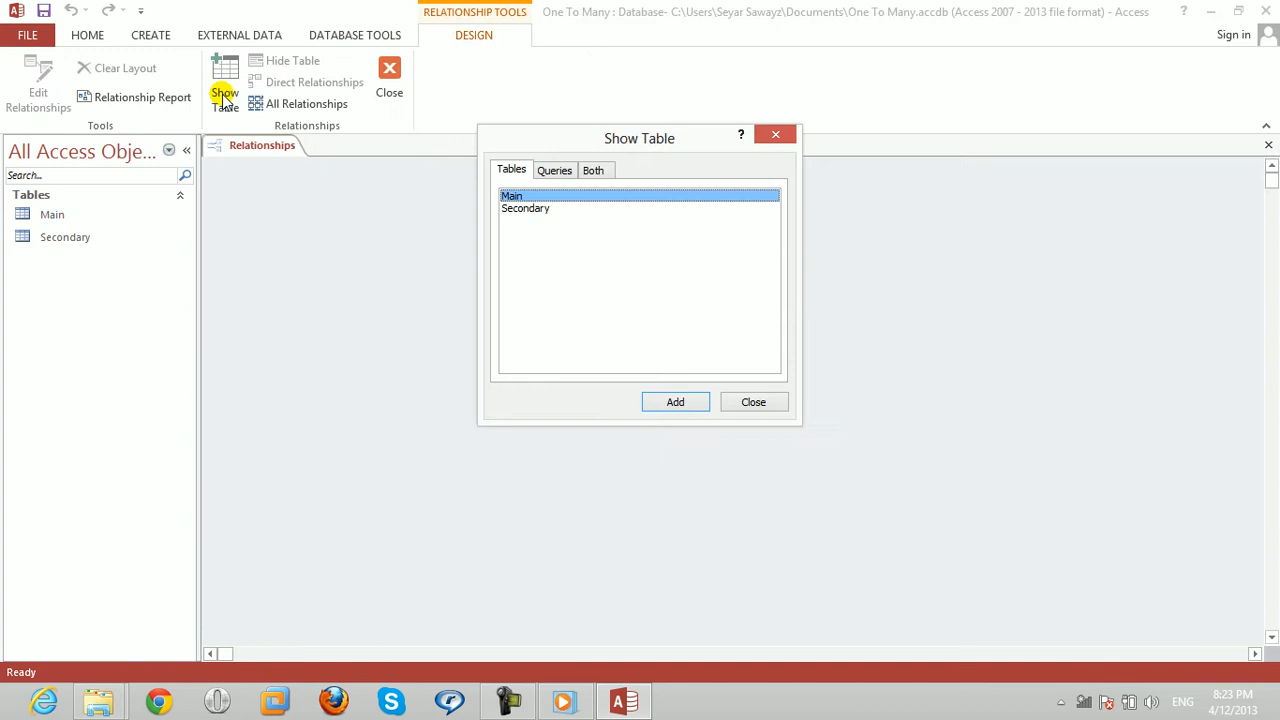 RELATIONSHIP TOOLS
One To Many : Database- C:\Users\Seyar Sawayz\Documents\One To Many.accdb (Access 2007 - 2013 file format) - Access
?
FILE
HOME
CREATE
EXTERNAL DATA
DATABASE TOOLS
DESIGN
Sign in
Edit
Relationships
Clear Layout
Relationship Report
Tools
Show
Table
Hide Table
Direct Relationships
All Relationships
Close
Relationships
All Access Obje...
Search...
Tables
Main
Secondary
Relationships
Show Table
?
Tables
Queries
Both
Main
Secondary
Add
Close
Ready
ENG
8:23 PM
4/12/2013